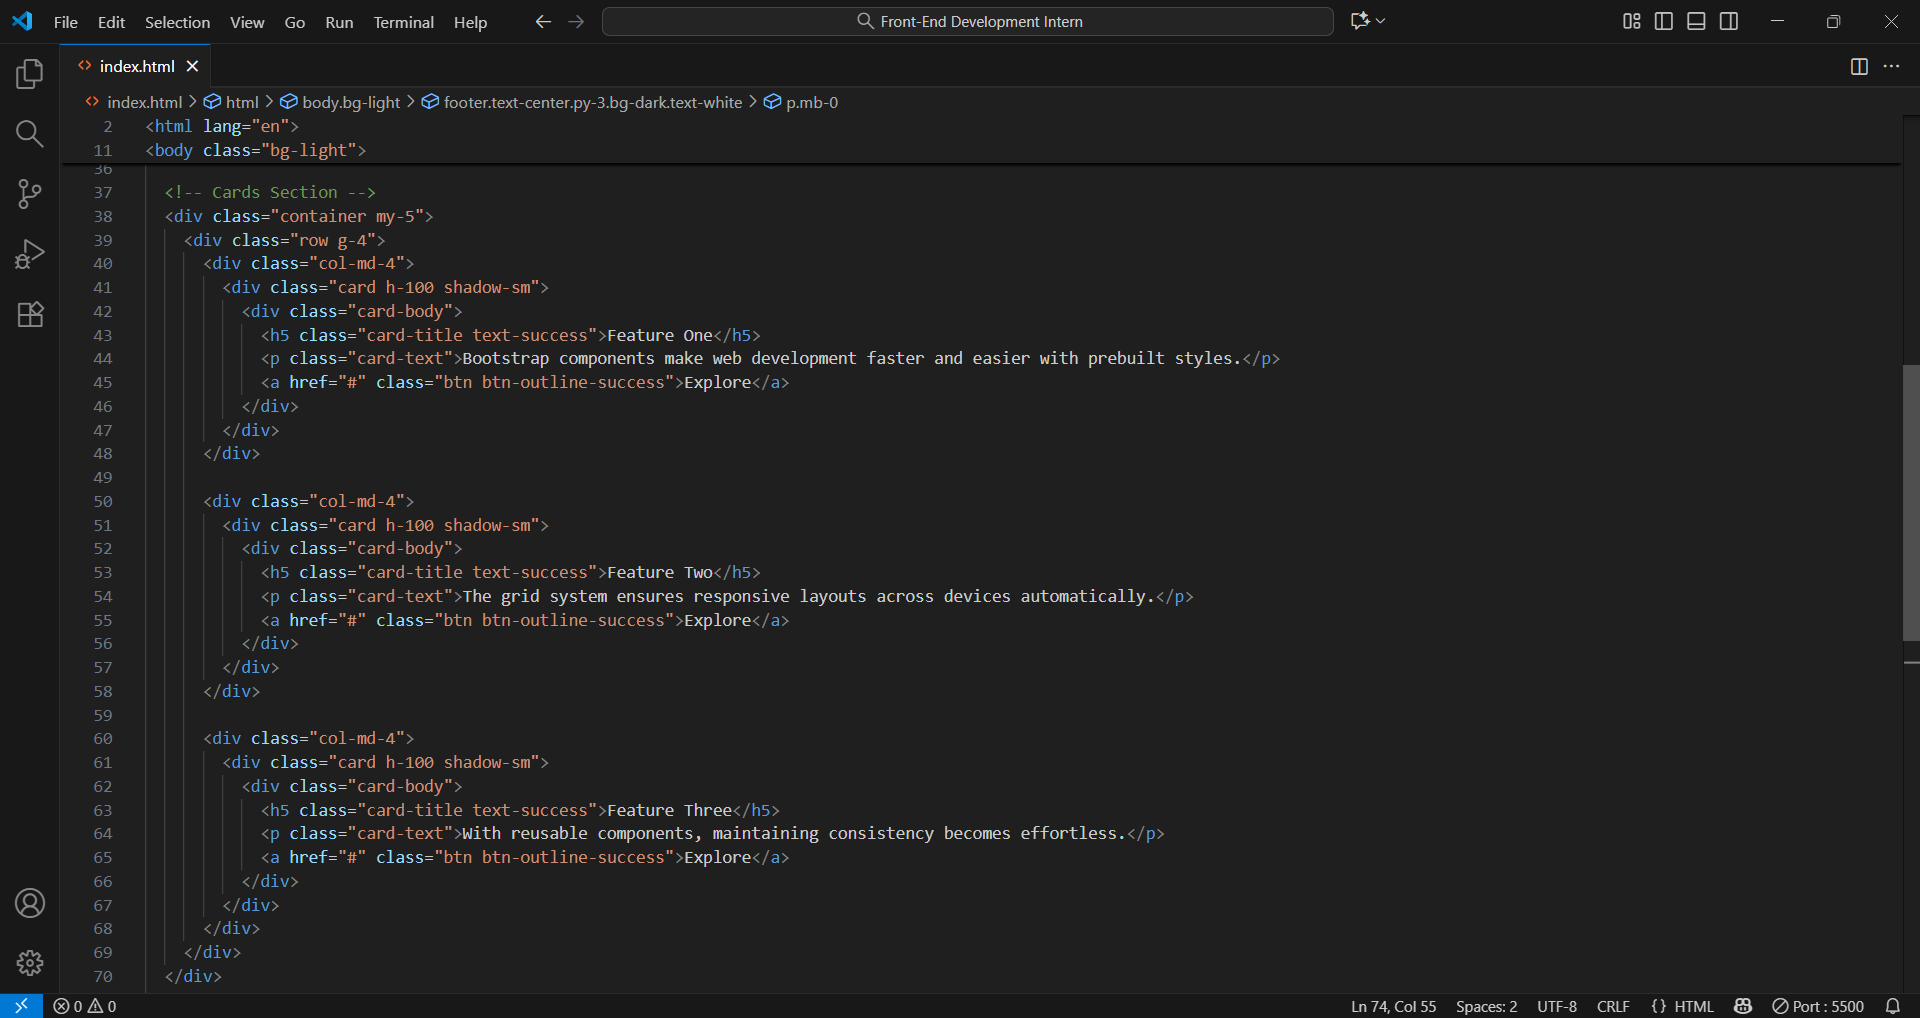 File Edit Selection View Go Run Terminal Help
Front-End Development Intern
index.html
index.html > html > body.bg-light > footer.text-center.py-3.bg-dark.text-white > p.mb-0
2 <html lang="en">
11 <body class="bg-light">
36
37 <!-- Cards Section -->
38 <div class="container my-5">
39 <div class="row g-4">
40 <div class="col-md-4">
41 <div class="card h-100 shadow-sm">
42 <div class="card-body">
43 <h5 class="card-title text-success">Feature One</h5>
44 <p class="card-text">Bootstrap components make web development faster and easier with prebuilt styles.</p>
45 <a href="#" class="btn btn-outline-success">Explore</a>
46 </div>
47 </div>
48 </div>
49
50 <div class="col-md-4">
51 <div class="card h-100 shadow-sm">
52 <div class="card-body">
53 <h5 class="card-title text-success">Feature Two</h5>
54 <p class="card-text">The grid system ensures responsive layouts across devices automatically.</p>
55 <a href="#" class="btn btn-outline-success">Explore</a>
56 </div>
57 </div>
58 </div>
59
60 <div class="col-md-4">
61 <div class="card h-100 shadow-sm">
62 <div class="card-body">
63 <h5 class="card-title text-success">Feature Three</h5>
64 <p class="card-text">With reusable components, maintaining consistency becomes effortless.</p>
65 <a href="#" class="btn btn-outline-success">Explore</a>
66 </div>
67 </div>
68 </div>
69 </div>
70 </div>
0 0 Ln 74, Col 55 Spaces: 2 UTF-8 CRLF {} HTML Port : 5500